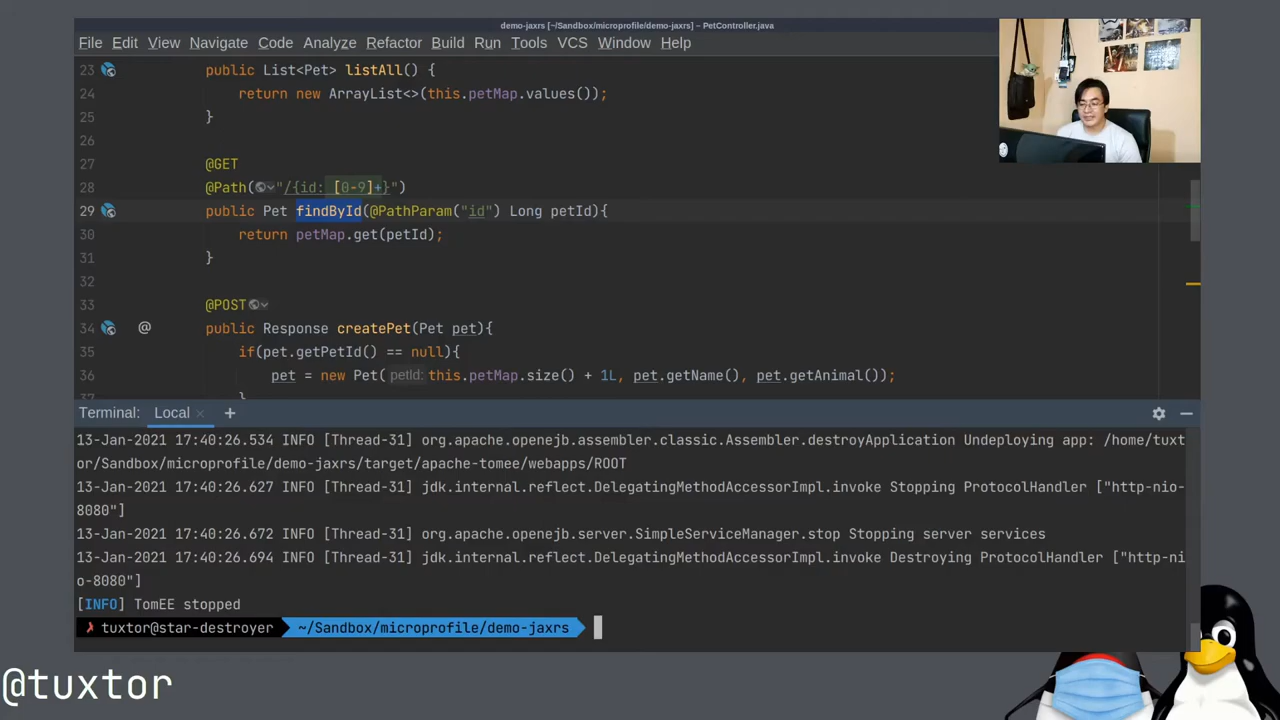 demo-jaxrs [~/Sandbox/microprofile/demo-jaxrs] – PetController.java
File Edit View Navigate Code Analyze Refactor Build Run Tools VCS Window Help
23 public List<Pet> listAll() {
24 return new ArrayList<>(this.petMap.values());
25 }
26
27 @GET
28 @Path("/{id: [0-9]+}")
29 public Pet findById(@PathParam("id") Long petId){
30 return petMap.get(petId);
31 }
32
33 @POST
34 @ public Response createPet(Pet pet){
35 if(pet.getPetId() == null){
36 pet = new Pet( petId: this.petMap.size() + 1L, pet.getName(), pet.getAnimal());
37 }
Terminal: Local × +
13-Jan-2021 17:40:26.534 INFO [Thread-31] org.apache.openejb.assembler.classic.Assembler.destroyApplication Undeploying app: /home/tuxt
or/Sandbox/microprofile/demo-jaxrs/target/apache-tomee/webapps/ROOT
13-Jan-2021 17:40:26.627 INFO [Thread-31] jdk.internal.reflect.DelegatingMethodAccessorImpl.invoke Stopping ProtocolHandler ["http-nio-
8080"]
13-Jan-2021 17:40:26.672 INFO [Thread-31] org.apache.openejb.server.SimpleServiceManager.stop Stopping server services
13-Jan-2021 17:40:26.694 INFO [Thread-31] jdk.internal.reflect.DelegatingMethodAccessorImpl.invoke Destroying ProtocolHandler ["http-ni
o-8080"]
[INFO] TomEE stopped
✗ tuxtor@star-destroyer ~/Sandbox/microprofile/demo-jaxrs
@tuxtor